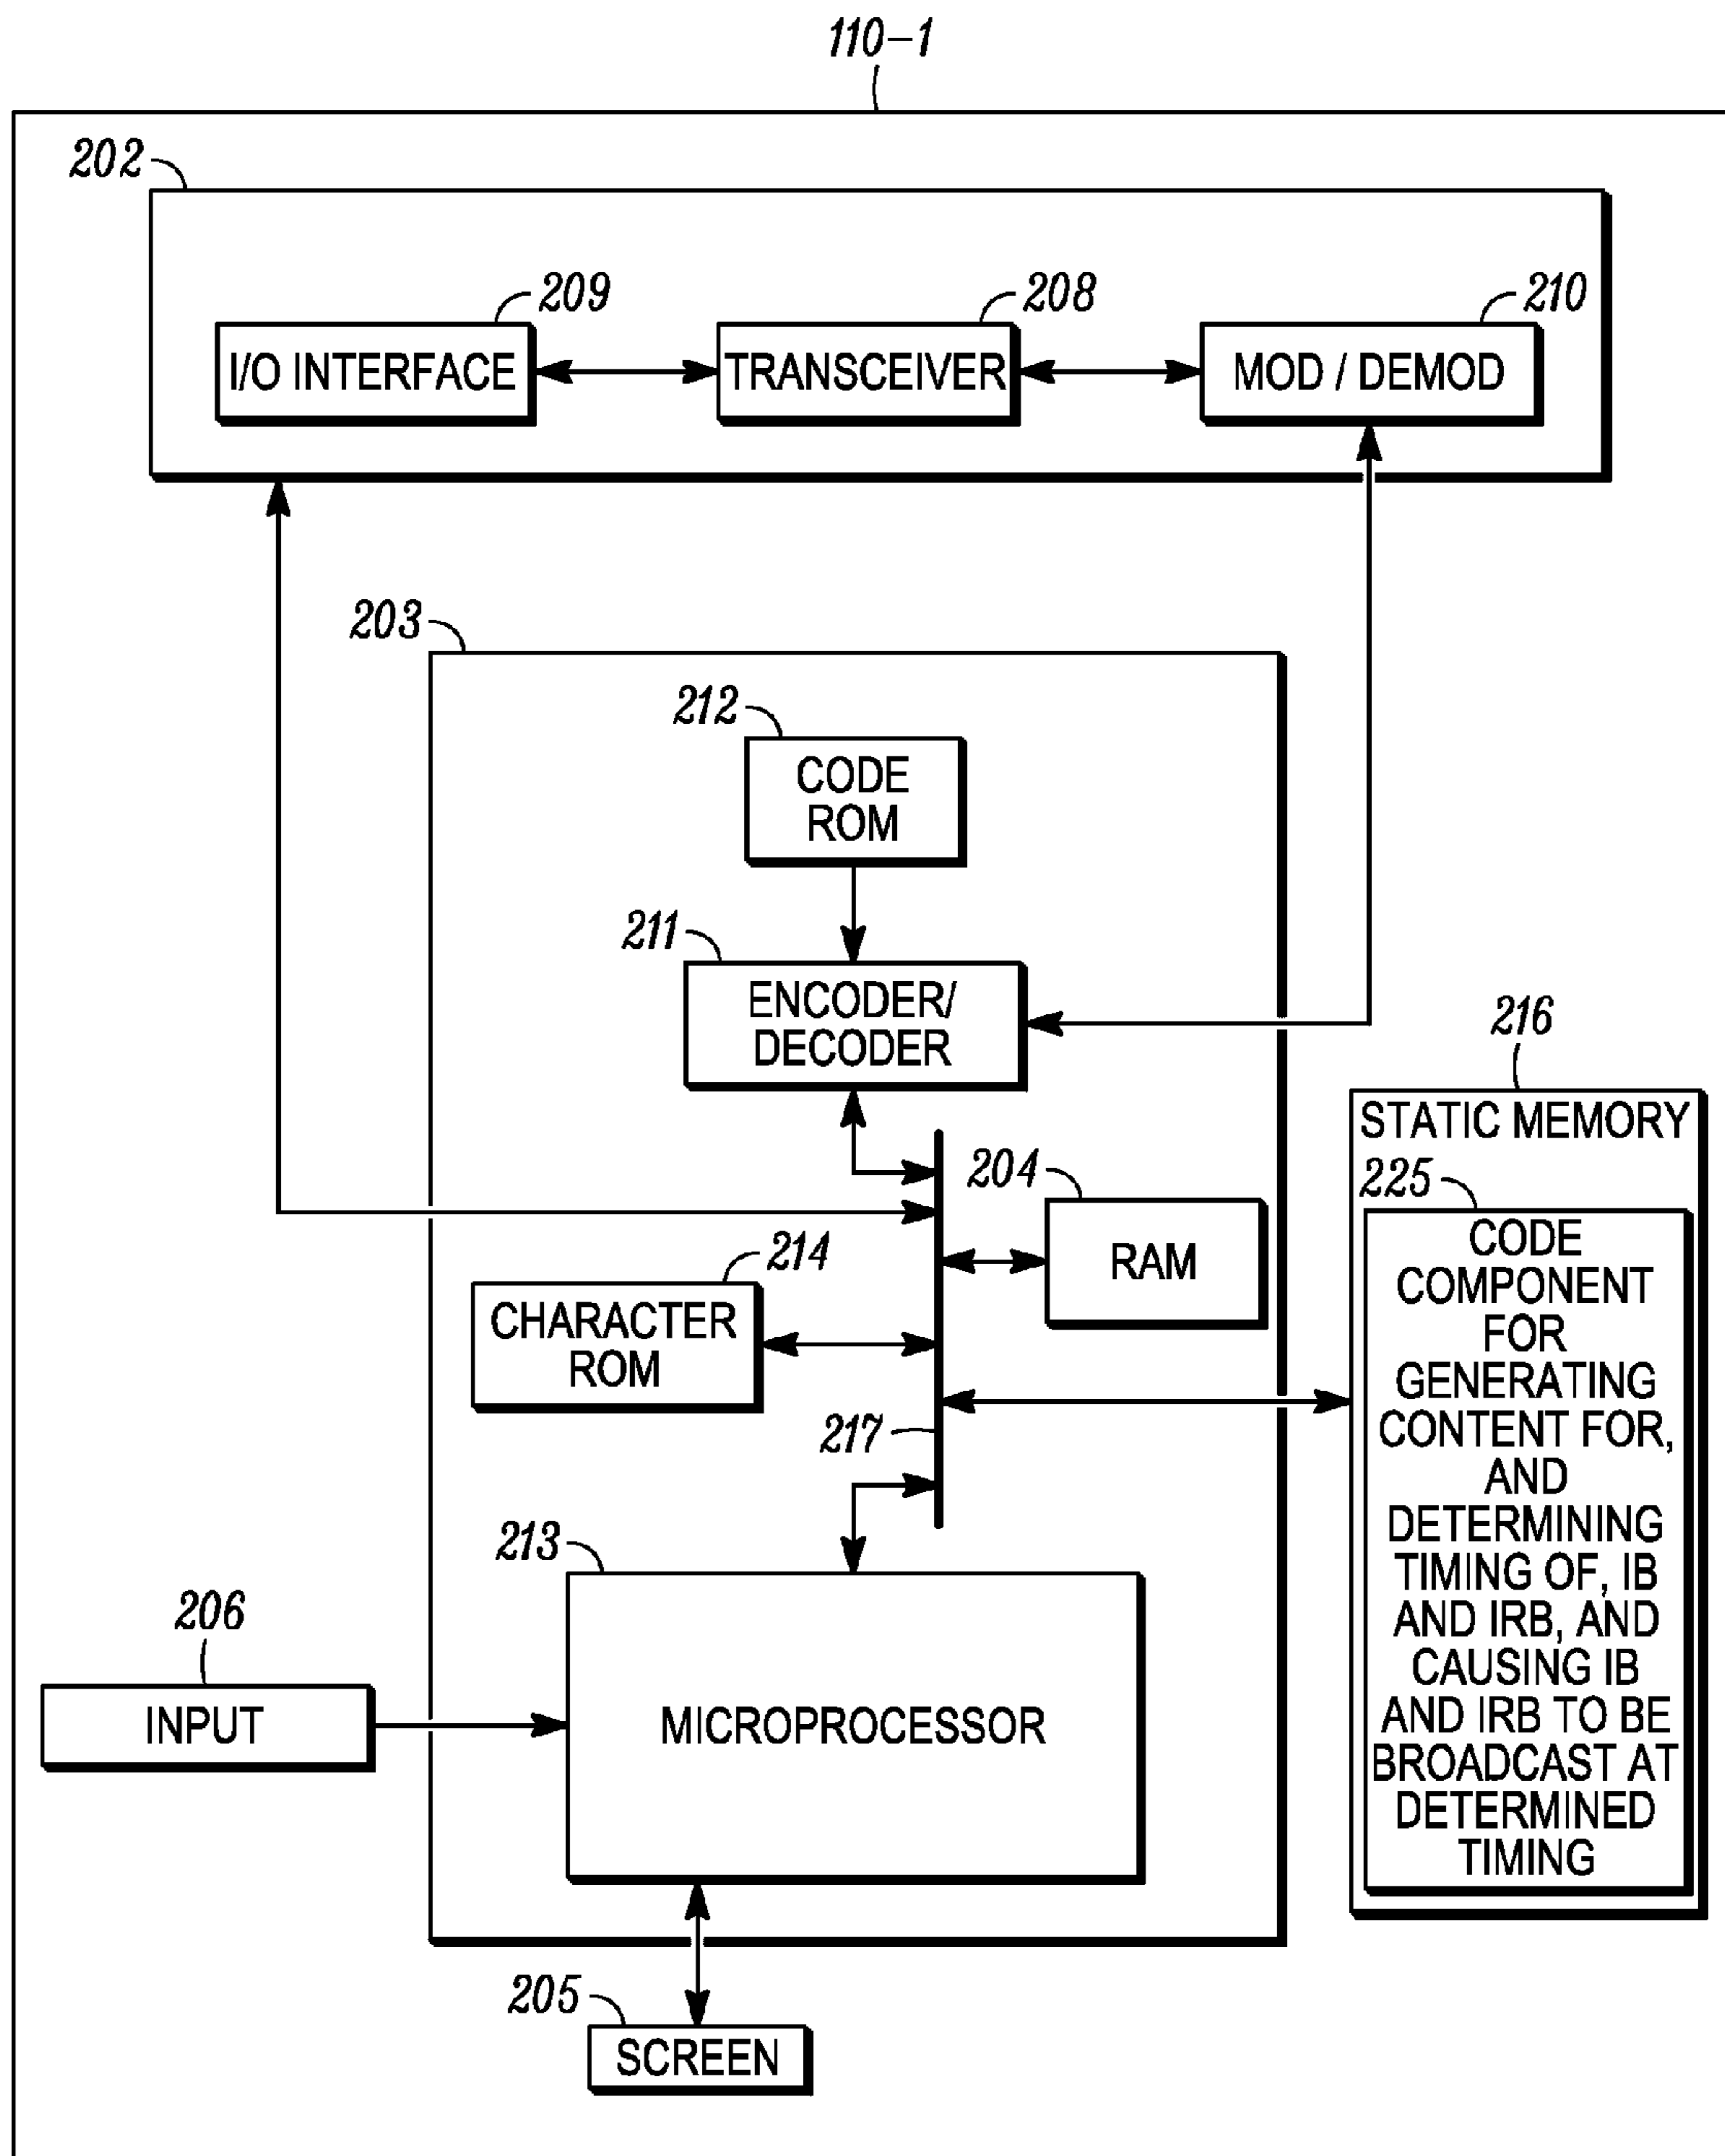 110-1
202
209
208
210
I/O INTERFACE
TRANSCEIVER
MOD / DEMOD
203
212
CODE
ROM
211
ENCODER/
DECODER
216
STATIC MEMORY
204
225
RAM
214
CHARACTER
ROM
217
CODE
COMPONENT
FOR
GENERATING
CONTENT FOR,
AND
DETERMINING
TIMING OF, IB
AND IRB, AND
CAUSING IB
AND IRB TO BE
BROADCAST AT
DETERMINED
TIMING
213
MICROPROCESSOR
206
INPUT
205
SCREEN